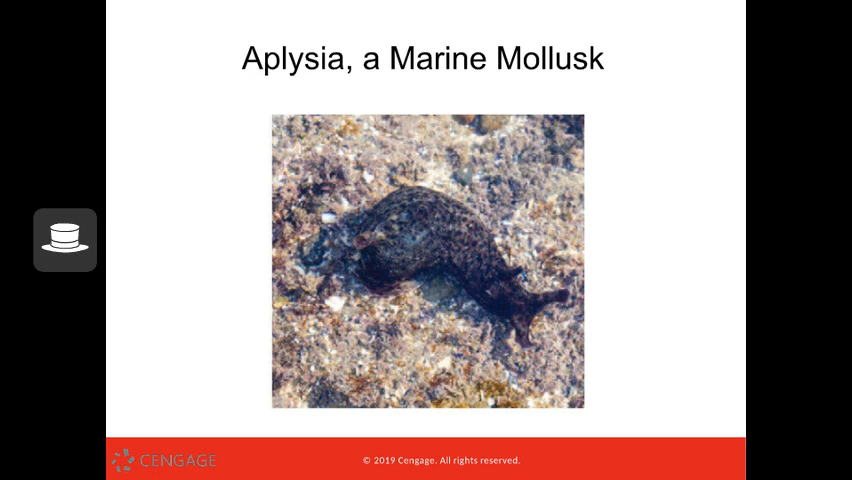 Aplysia, a Marine Mollusk
CENGAGE
© 2019 Cengage. All rights reserved.